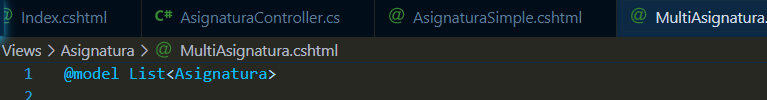 Index.cshtml C# AsignaturaController.cs @ AsignaturaSimple.cshtml @ MultiAsignatura.
Views > Asignatura > @ MultiAsignatura.cshtml
1 @model List<Asignatura>
2